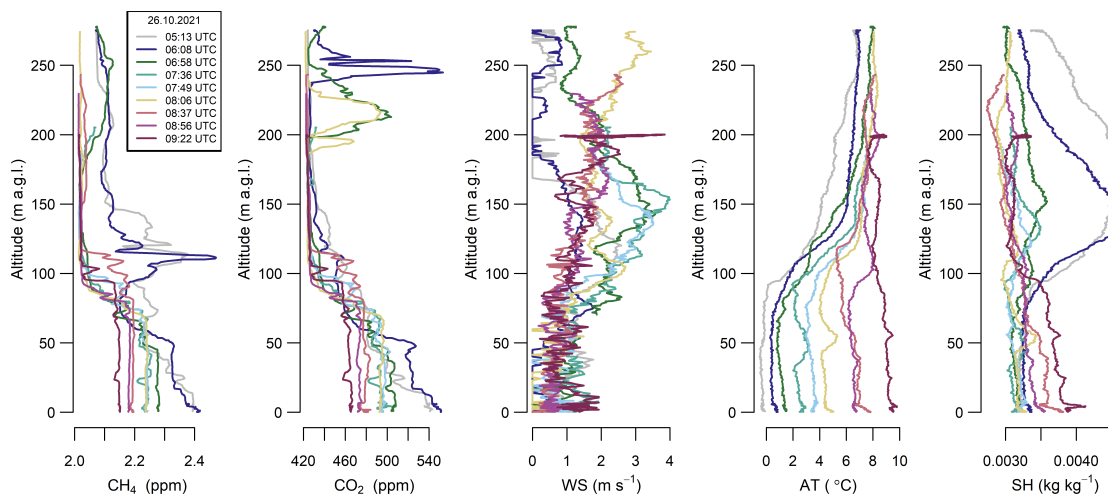 26.10.2021
05:13 UTC
06:08 UTC
06:58 UTC
07:36 UTC
07:49 UTC
08:06 UTC
08:37 UTC
08:56 UTC
09:22 UTC
Altitude (m a.g.l.)
250
200
150
100
50
0
2.0 2.2 2.4
CH₄ (ppm)
Altitude (m a.g.l.)
250
200
150
100
50
0
420 460 500 540
CO₂ (ppm)
Altitude (m a.g.l.)
250
200
150
100
50
0
0 1 2 3 4
WS (m s⁻¹)
Altitude (m a.g.l.)
250
200
150
100
50
0
0 2 4 6 8 10
AT ( °C)
Altitude (m a.g.l.)
250
200
150
100
50
0
0.0030 0.0040
SH (kg kg⁻¹)